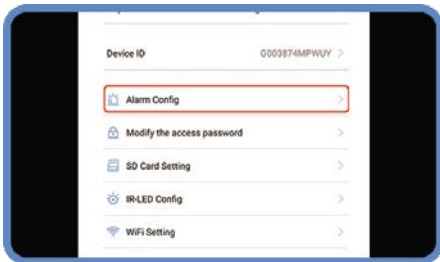 Device ID G003874MPWUY
Alarm Config
Modify the access password
SD Card Setting
IR-LED Config
WiFi Setting